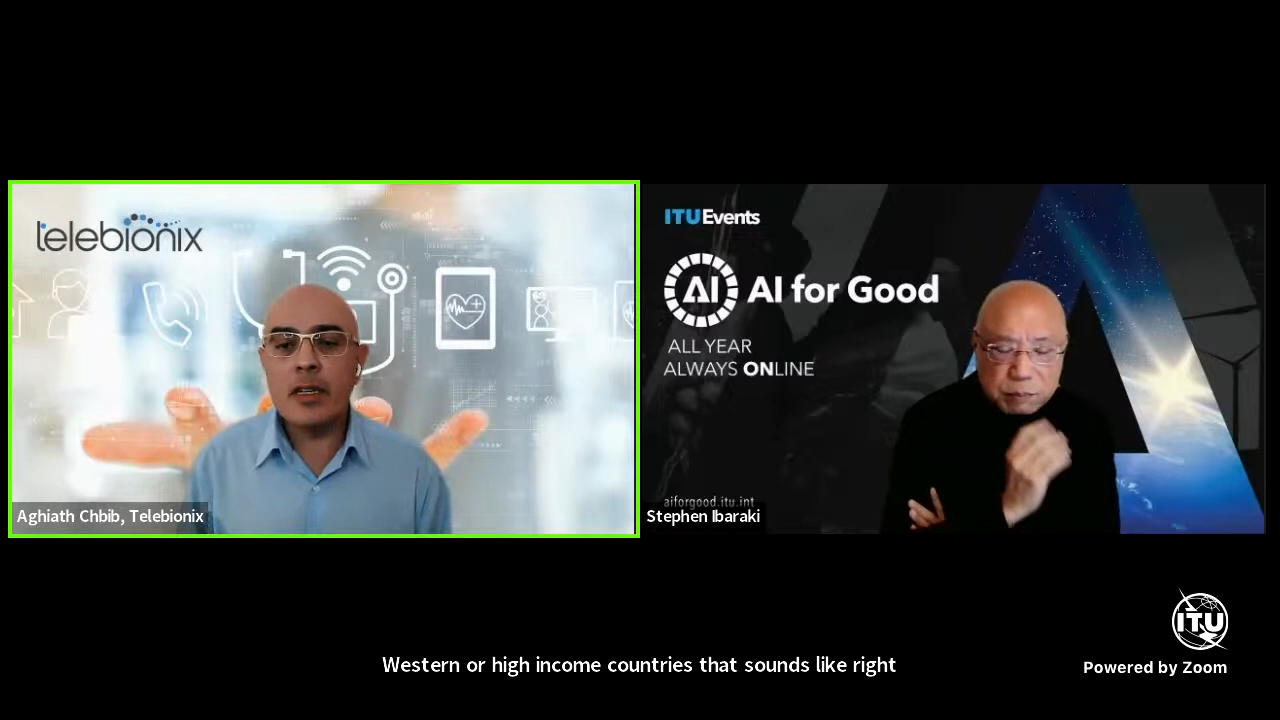 telebionix
Aghiath Chbib, Telebionix
ITUEvents
AI AI for Good
ALL YEAR
ALWAYS ONLINE
aiforgood.itu.int
Stephen Ibaraki
ITU
Western or high income countries that sounds like right
Powered by Zoom